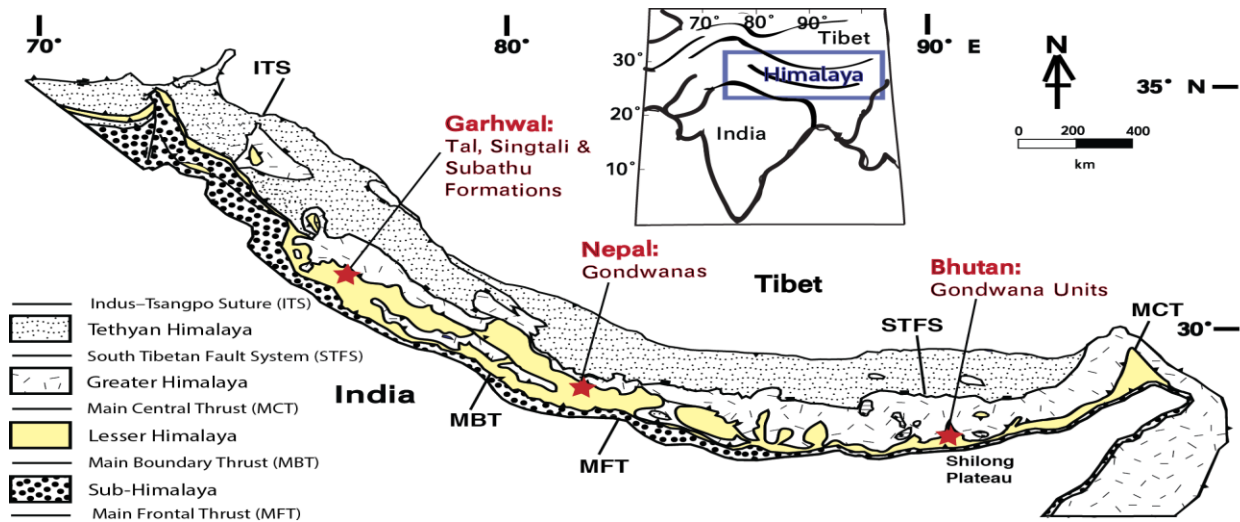 70°
80°
90° E
ITS
Garhwal:
Tal, Singtali &
Subathu
Formations
70° 80° 90°
Tibet
30°
Himalaya
20°
India
10°
N
35° N
0 200 400
km
Nepal:
Gondwanas
Tibet
Bhutan:
Gondwana Units
STFS
MCT
30°
India
MBT
MFT
Shilong
Plateau
Indus–Tsangpo Suture (ITS)
Tethyan Himalaya
South Tibetan Fault System (STFS)
Greater Himalaya
Main Central Thrust (MCT)
Lesser Himalaya
Main Boundary Thrust (MBT)
Sub-Himalaya
Main Frontal Thrust (MFT)